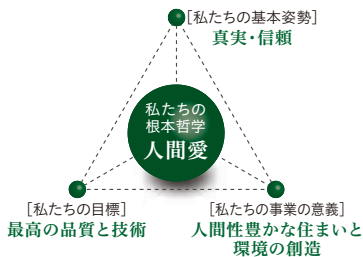 ［私たちの基本姿勢］
真実・信頼
私たちの
根本哲学
人間愛
［私たちの目標］
最高の品質と技術
［私たちの事業の意義］
人間性豊かな住まいと
環境の創造